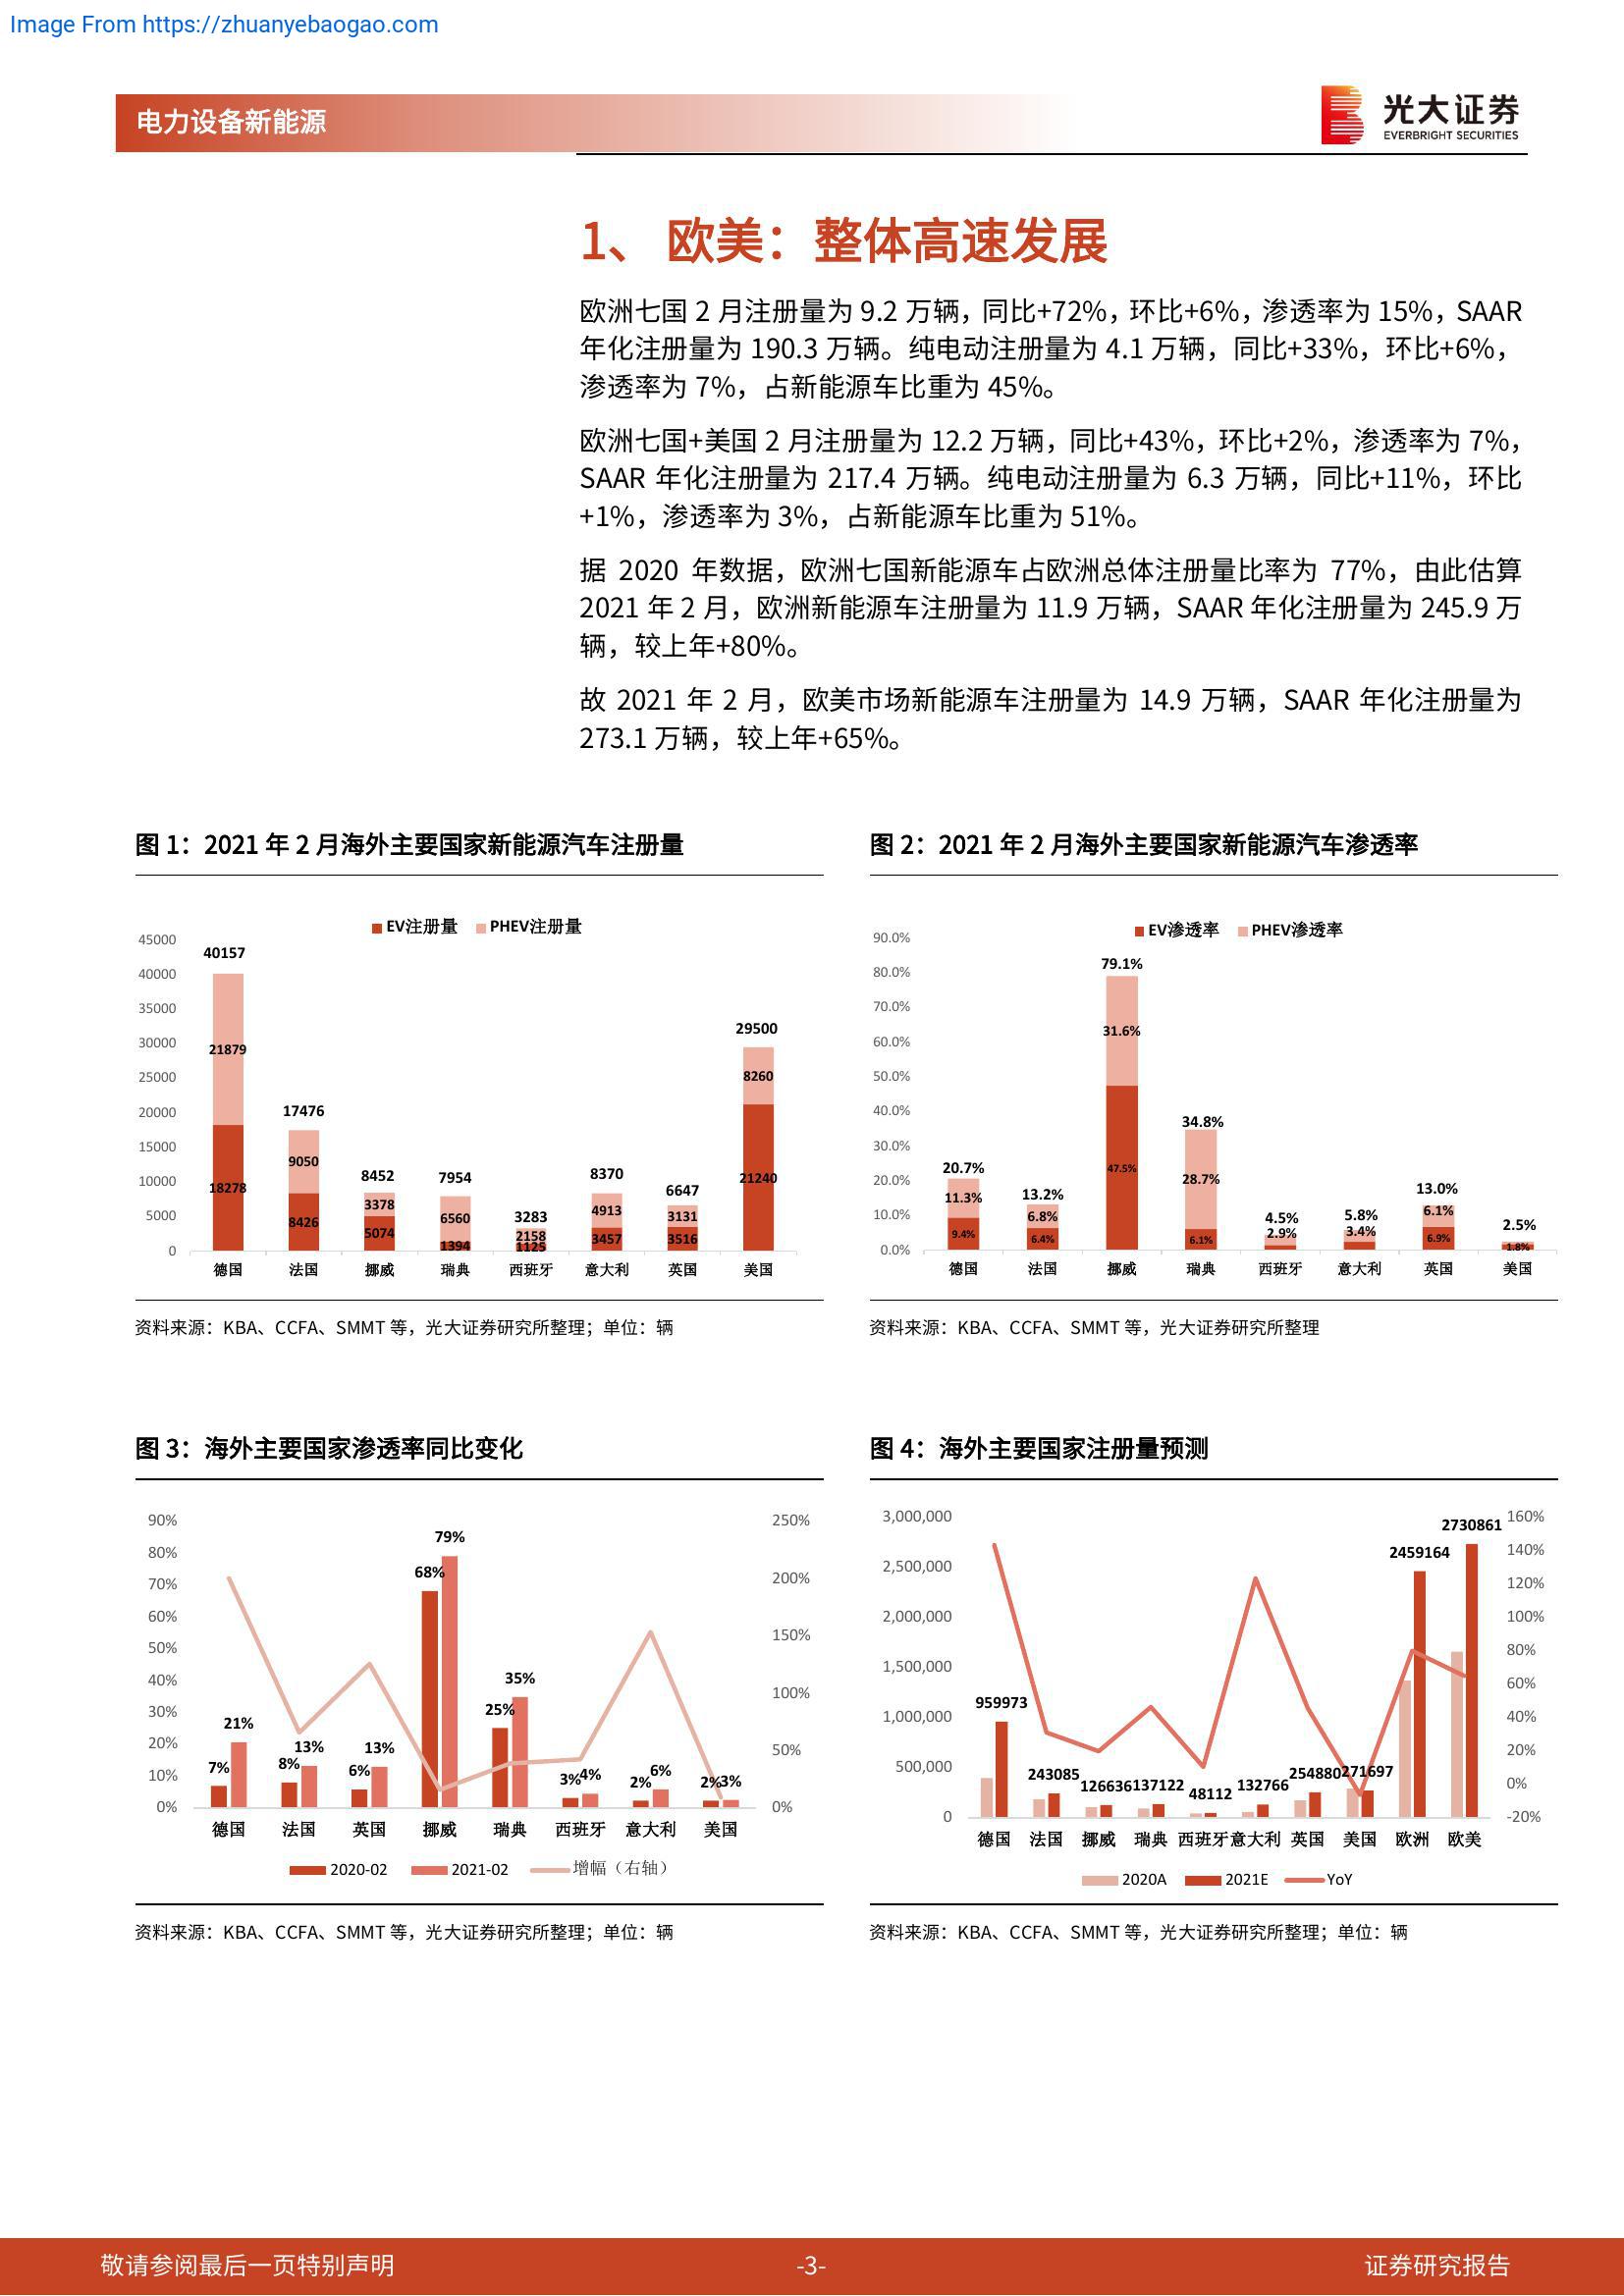 Image From https://zhuanyebaogao.com
电力设备新能源
光大证券
EVERBRIGHT SECURITIES
1、 欧美：整体高速发展
欧洲七国 2 月注册量为 9.2 万辆，同比+72%，环比+6%，渗透率为 15%，SAAR
年化注册量为 190.3 万辆。纯电动注册量为 4.1 万辆，同比+33%，环比+6%，
渗透率为 7%，占新能源车比重为 45%。
欧洲七国+美国 2 月注册量为 12.2 万辆，同比+43%，环比+2%，渗透率为 7%，
SAAR 年化注册量为 217.4 万辆。纯电动注册量为 6.3 万辆，同比+11%，环比
+1%，渗透率为 3%，占新能源车比重为 51%。
据 2020 年数据，欧洲七国新能源车占欧洲总体注册量比率为 77%，由此估算
2021 年 2 月，欧洲新能源车注册量为 11.9 万辆，SAAR 年化注册量为 245.9 万
辆，较上年+80%。
故 2021 年 2 月，欧美市场新能源车注册量为 14.9 万辆，SAAR 年化注册量为
273.1 万辆，较上年+65%。
图 1：2021 年 2 月海外主要国家新能源汽车注册量
EV注册量 PHEV注册量
45000
40000
35000
30000
25000
20000
15000
10000
5000
0
40157 17476 8452 7954 3283 8370 6647 29500
21879 9050 3378 6560 2158 4913 3131 8260
18278 8426 5074 1394 1125 3457 3516 21240
德国 法国 挪威 瑞典 西班牙 意大利 英国 美国
资料来源：KBA、CCFA、SMMT 等，光大证券研究所整理；单位：辆
图 2：2021 年 2 月海外主要国家新能源汽车渗透率
EV渗透率 PHEV渗透率
90.0%
80.0%
70.0%
60.0%
50.0%
40.0%
30.0%
20.0%
10.0%
0.0%
20.7% 13.2% 79.1% 34.8% 4.5% 5.8% 13.0% 2.5%
11.3% 6.8% 31.6% 28.7% 2.9% 3.4% 6.1%
9.4% 6.4% 47.5% 6.1% 6.9% 1.8%
德国 法国 挪威 瑞典 西班牙 意大利 英国 美国
资料来源：KBA、CCFA、SMMT 等，光大证券研究所整理
图 3：海外主要国家渗透率同比变化
90%
80%
70%
60%
50%
40%
30%
20%
10%
0%
7% 21% 8% 13% 6% 13% 68% 79% 25% 35% 3% 4% 2% 6% 2% 3%
250%
200%
150%
100%
50%
0%
德国 法国 英国 挪威 瑞典 西班牙 意大利 美国
2020-02 2021-02 增幅（右轴）
资料来源：KBA、CCFA、SMMT 等，光大证券研究所整理；单位：辆
图 4：海外主要国家注册量预测
3,000,000
2,500,000
2,000,000
1,500,000
1,000,000
500,000
0
959973 243085 126636 137122 48112 132766 254880 271697 2459164 2730861
160%
140%
120%
100%
80%
60%
40%
20%
0%
-20%
德国 法国 挪威 瑞典 西班牙 意大利 英国 美国 欧洲 欧美
2020A 2021E YoY
资料来源：KBA、CCFA、SMMT 等，光大证券研究所整理；单位：辆
敬请参阅最后一页特别声明
-3-
证券研究报告